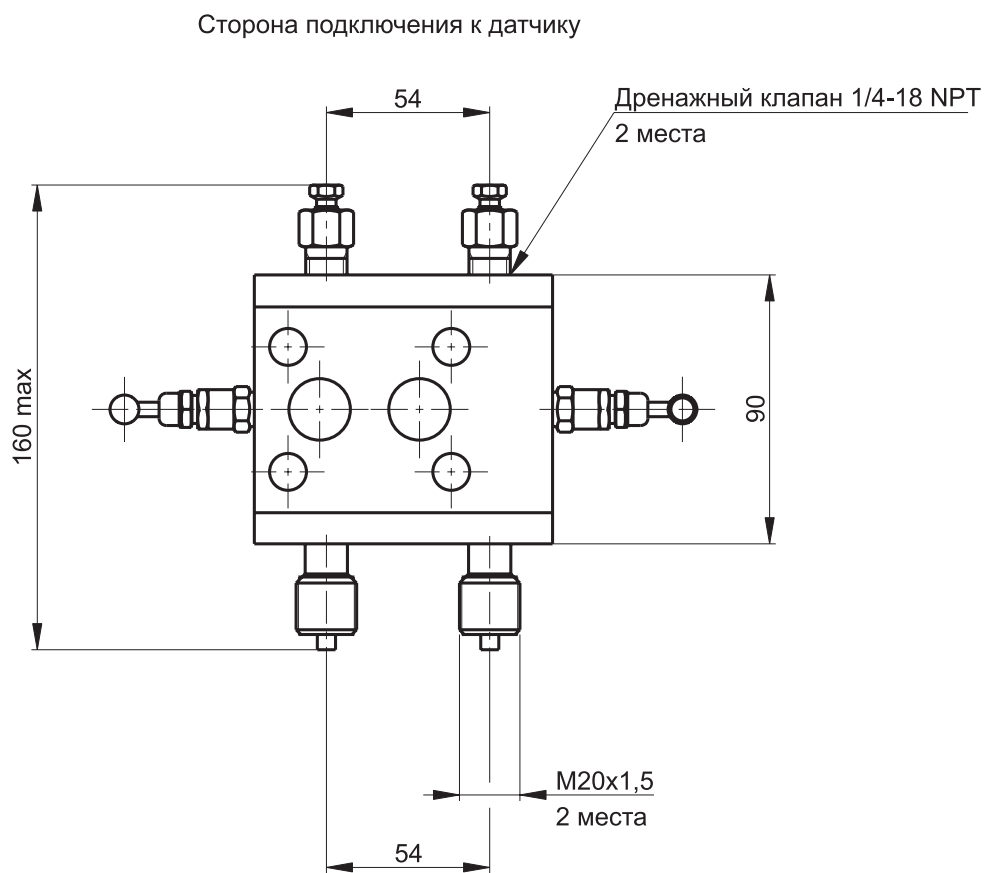 Сторона подключения к датчику
54
Дренажный клапан 1/4-18 NPT
2 места
160 max
90
M20x1,5
2 места
54